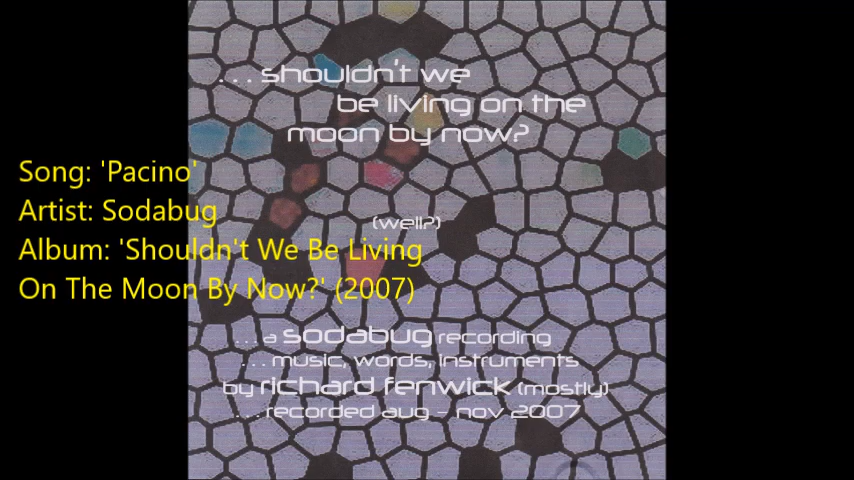 ...shouldn't we
be living on the
moon by now?
Song: 'Pacino'
Artist: Sodabug
(well?)
Album: 'Shouldn't We Be Living
On The Moon By Now?' (2007)
...a sodabug recording
...music, words, instruments
by richard fenwick (mostly)
...recorded aug - nov 2007